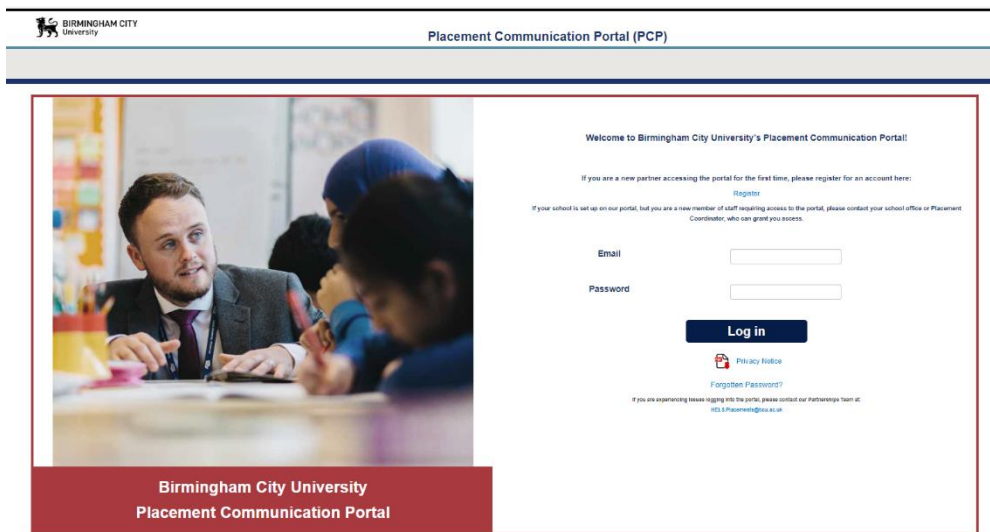 BIRMINGHAM CITY
University
Placement Communication Portal (PCP)
Welcome to Birmingham City University's Placement Communication Portal!
If you are a new partner accessing the portal for the first time, please register for an account here:
Register
If your school is set up on our portal, but you are a new member of staff requiring access to the portal, please contact your school office or Placement
Coordinator, who can grant you access.
Email
Password
Log in
Privacy Notice
Forgotten Password?
If you are experiencing issues logging into the portal, please contact our Partnerships Team at:
HELS.Placements@bcu.ac.uk
Birmingham City University
Placement Communication Portal